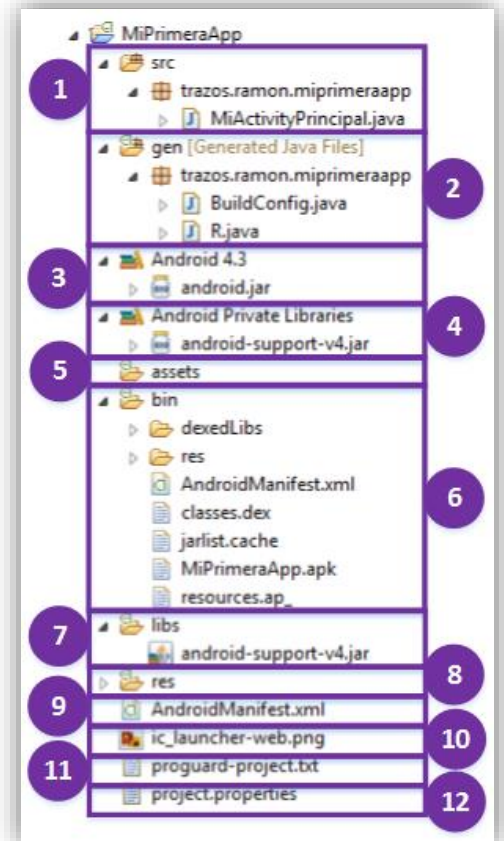 MiPrimeraApp
1
src
trazos.ramon.miprimeraapp
MiActivityPrincipal.java
2
gen [Generated Java Files]
trazos.ramon.miprimeraapp
BuildConfig.java
R.java
3
Android 4.3
android.jar
4
Android Private Libraries
android-support-v4.jar
5
assets
6
bin
dexedLibs
res
AndroidManifest.xml
classes.dex
jarlist.cache
MiPrimeraApp.apk
resources.ap_
7
libs
android-support-v4.jar
8
res
9
AndroidManifest.xml
10
ic_launcher-web.png
11
proguard-project.txt
12
project.properties